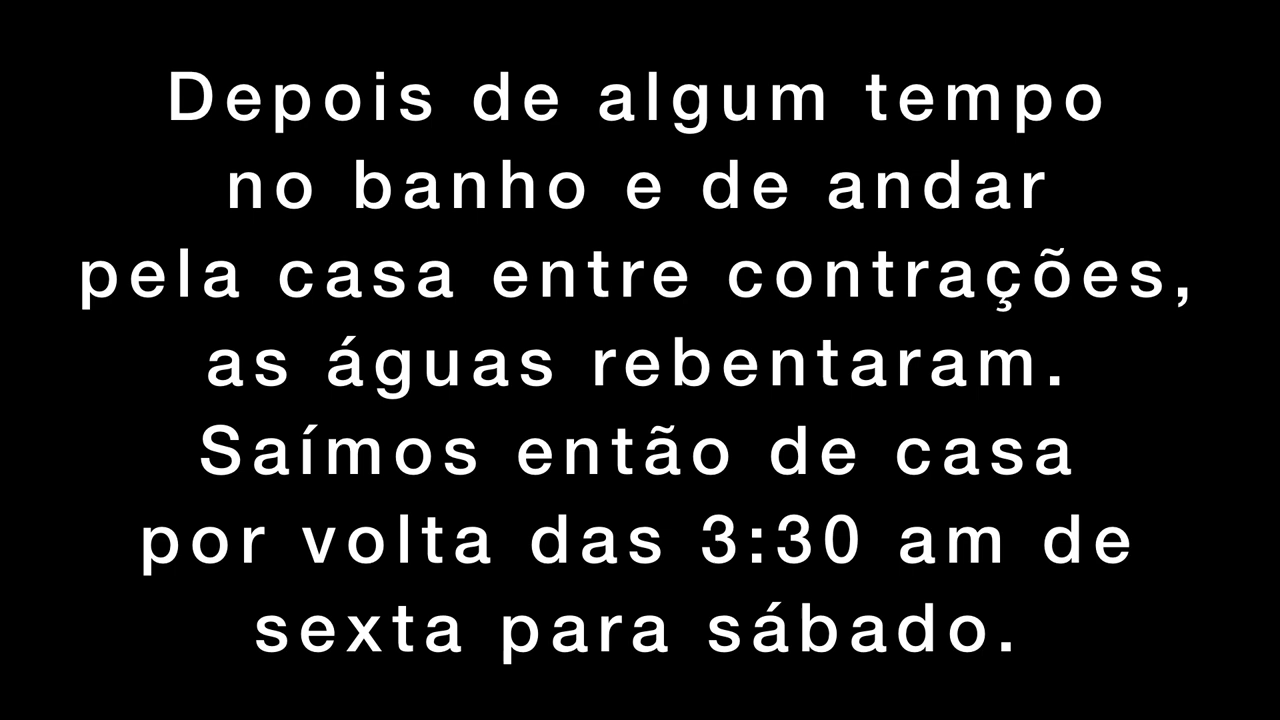 Depois de algum tempo
no banho e de andar
pela casa entre contrações,
as águas rebentaram.
Saímos então de casa
por volta das 3:30 am de
sexta para sábado.